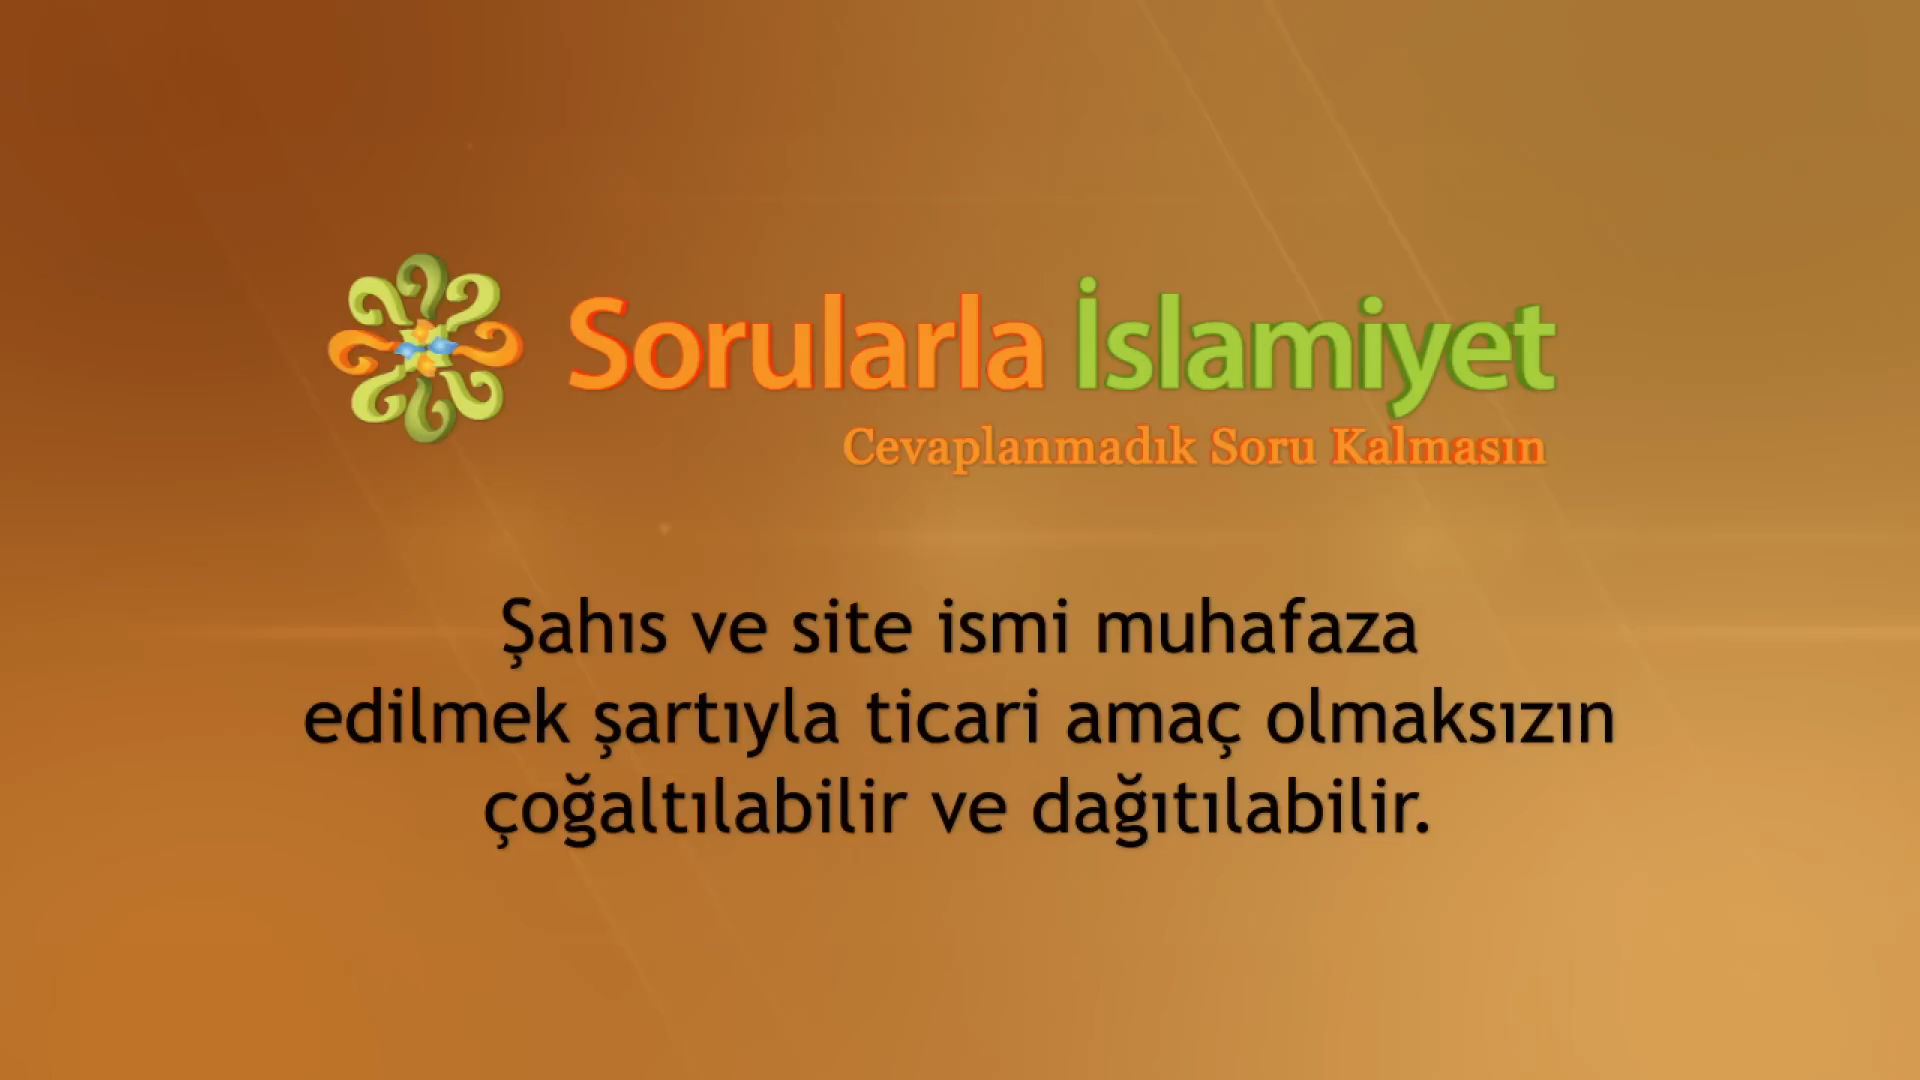 Sorularla İslamiyet
Cevaplanmadık Soru Kalmasın
Şahıs ve site ismi muhafaza
edilmek şartıyla ticari amaç olmaksızın
çoğaltılabilir ve dağıtılabilir.